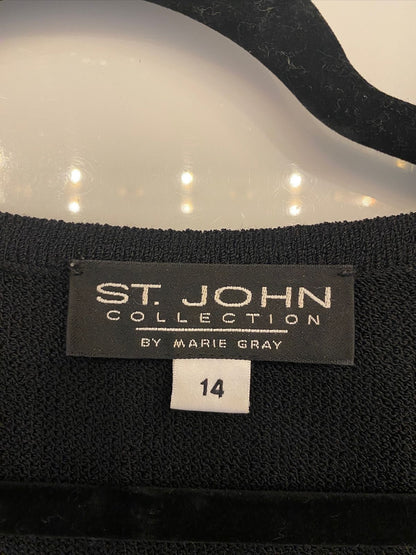 ST. JOHN
COLLECTION
BY MARIE GRAY
14